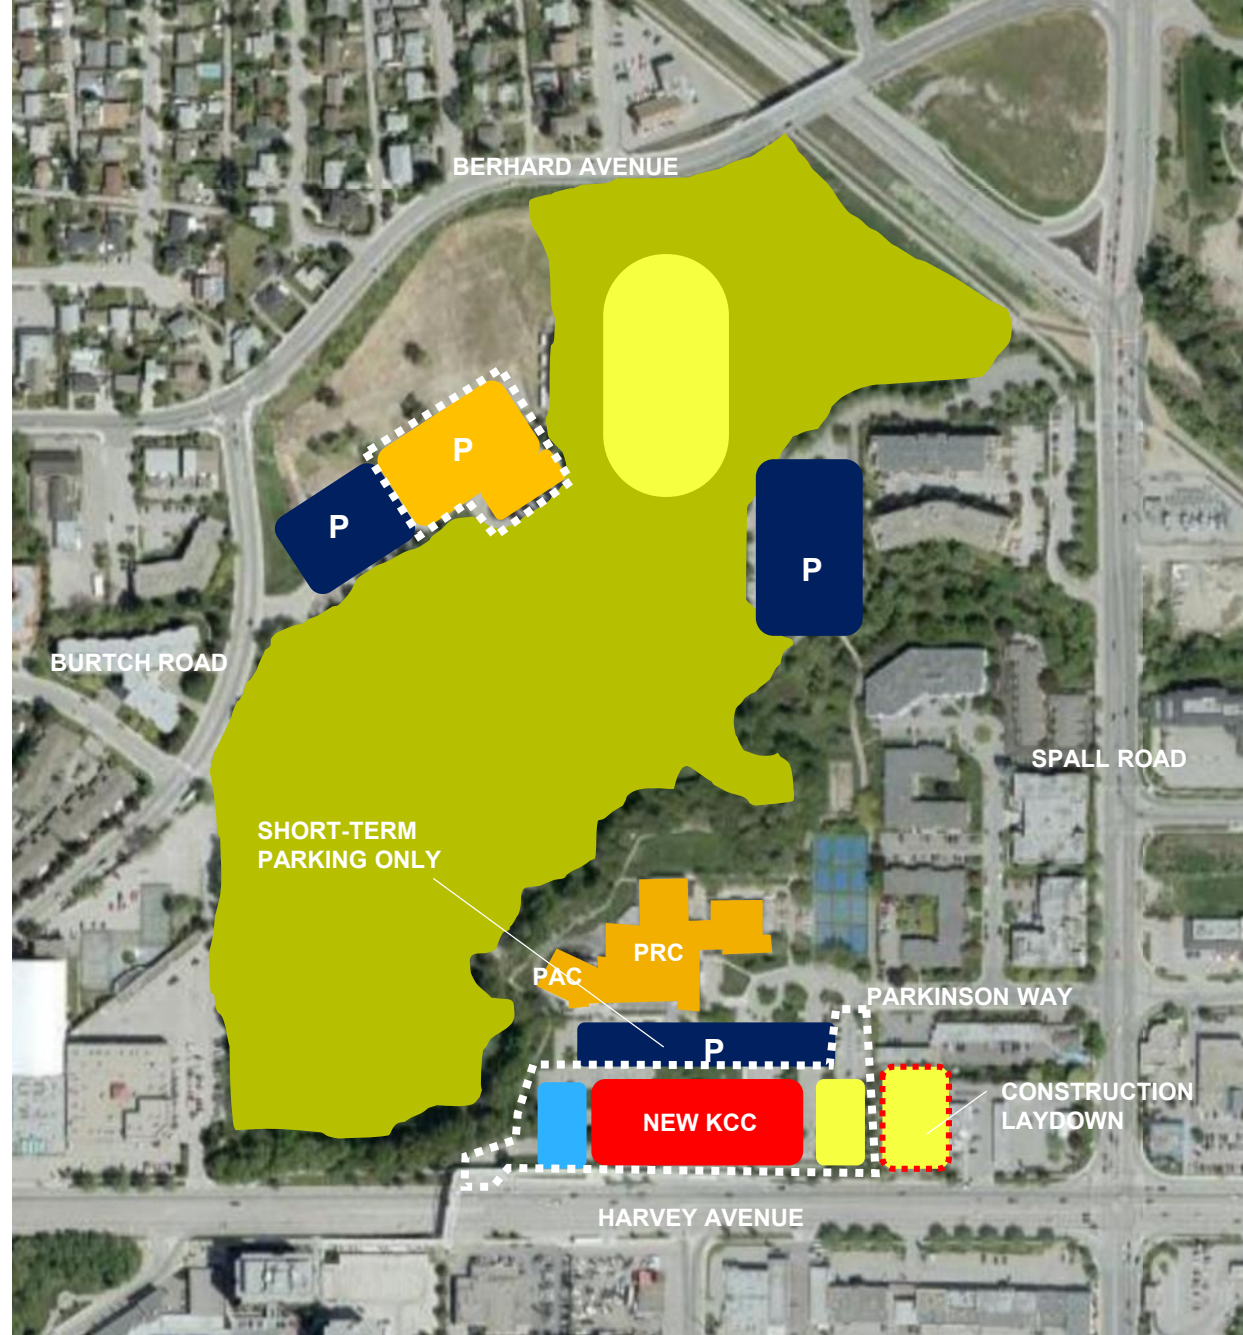 BERHARD AVENUE
P
P
P
BURTCH ROAD
SPALL ROAD
SHORT-TERM
PARKING ONLY
PRC
PAC
PARKINSON WAY
P
CONSTRUCTION
LAYDOWN
NEW KCC
HARVEY AVENUE